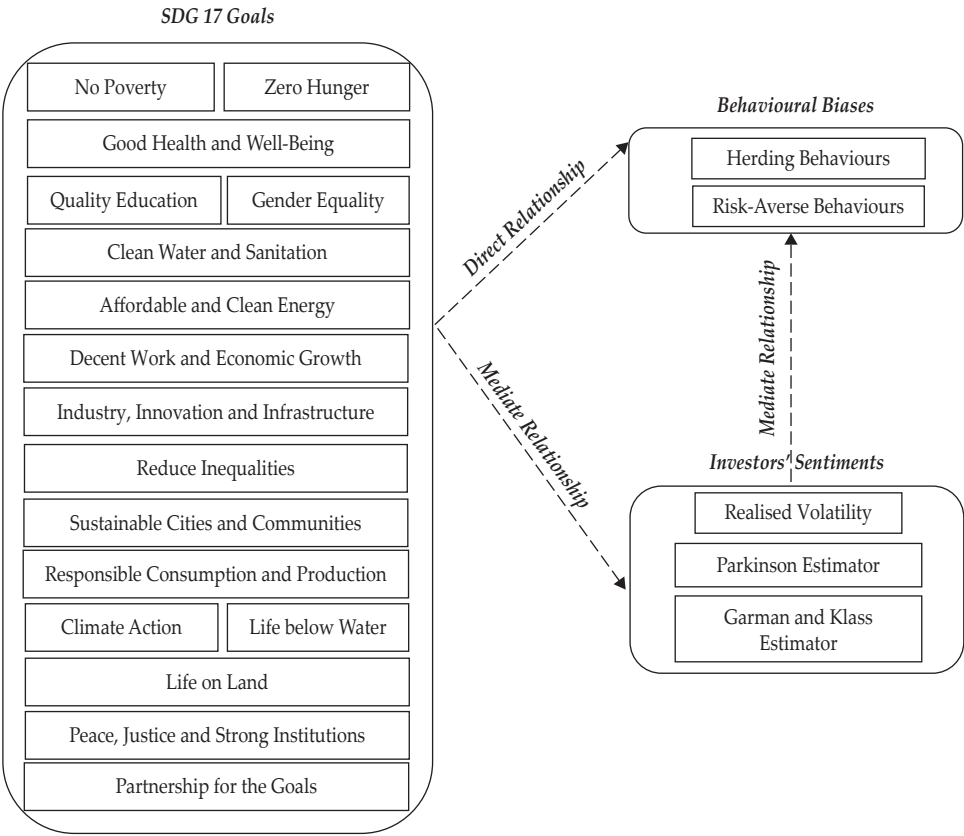 SDG 17 Goals
No Poverty
Zero Hunger
Good Health and Well-Being
Quality Education
Gender Equality
Clean Water and Sanitation
Affordable and Clean Energy
Decent Work and Economic Growth
Industry, Innovation and Infrastructure
Reduce Inequalities
Sustainable Cities and Communities
Responsible Consumption and Production
Climate Action
Life below Water
Life on Land
Peace, Justice and Strong Institutions
Partnership for the Goals
Direct Relationship
Mediate Relationship
Behavioural Biases
Herding Behaviours
Risk-Averse Behaviours
Mediate Relationship
Investors' Sentiments
Realised Volatility
Parkinson Estimator
Garman and Klass
Estimator